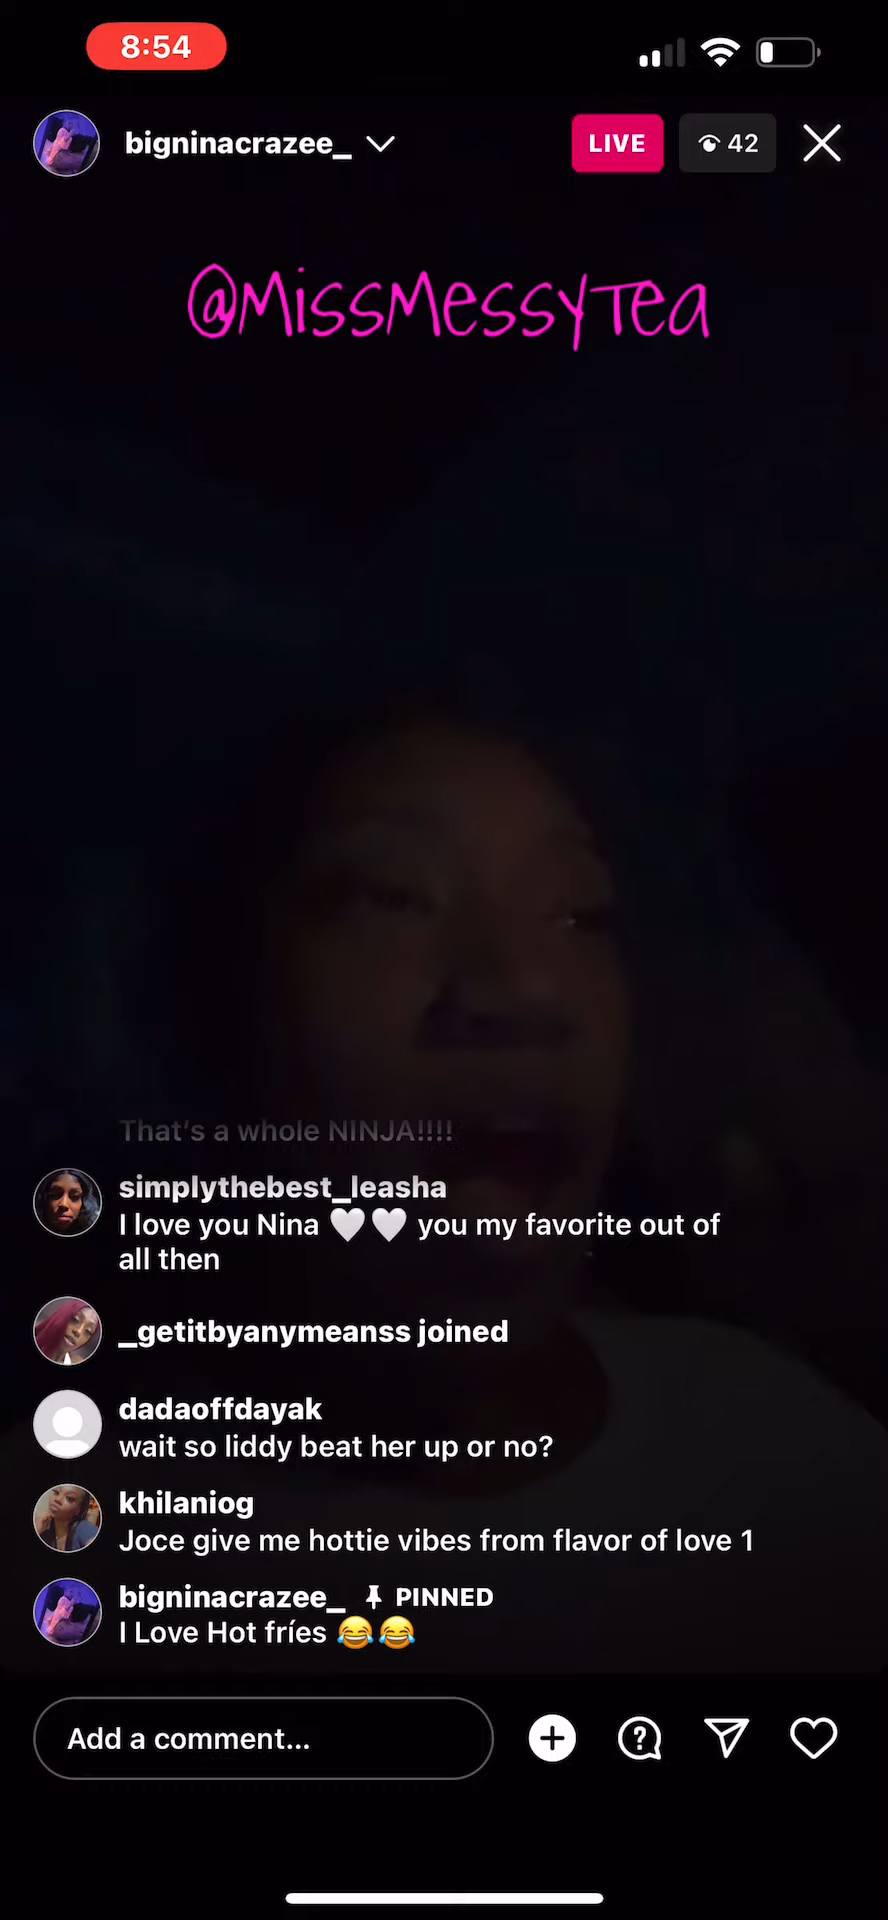 8:54
bigninacrazee_
LIVE
42
@MissMessyTea
That's a whole NINJA!!!!
simplythebest_leasha
I love you Nina 🤍🤍 you my favorite out of
all then
_getitbyanymeanss joined
dadaoffdayak
wait so liddy beat her up or no?
khilaniog
Joce give me hottie vibes from flavor of love 1
bigninacrazee_ PINNED
I Love Hot fríes 😂😂
Add a comment...